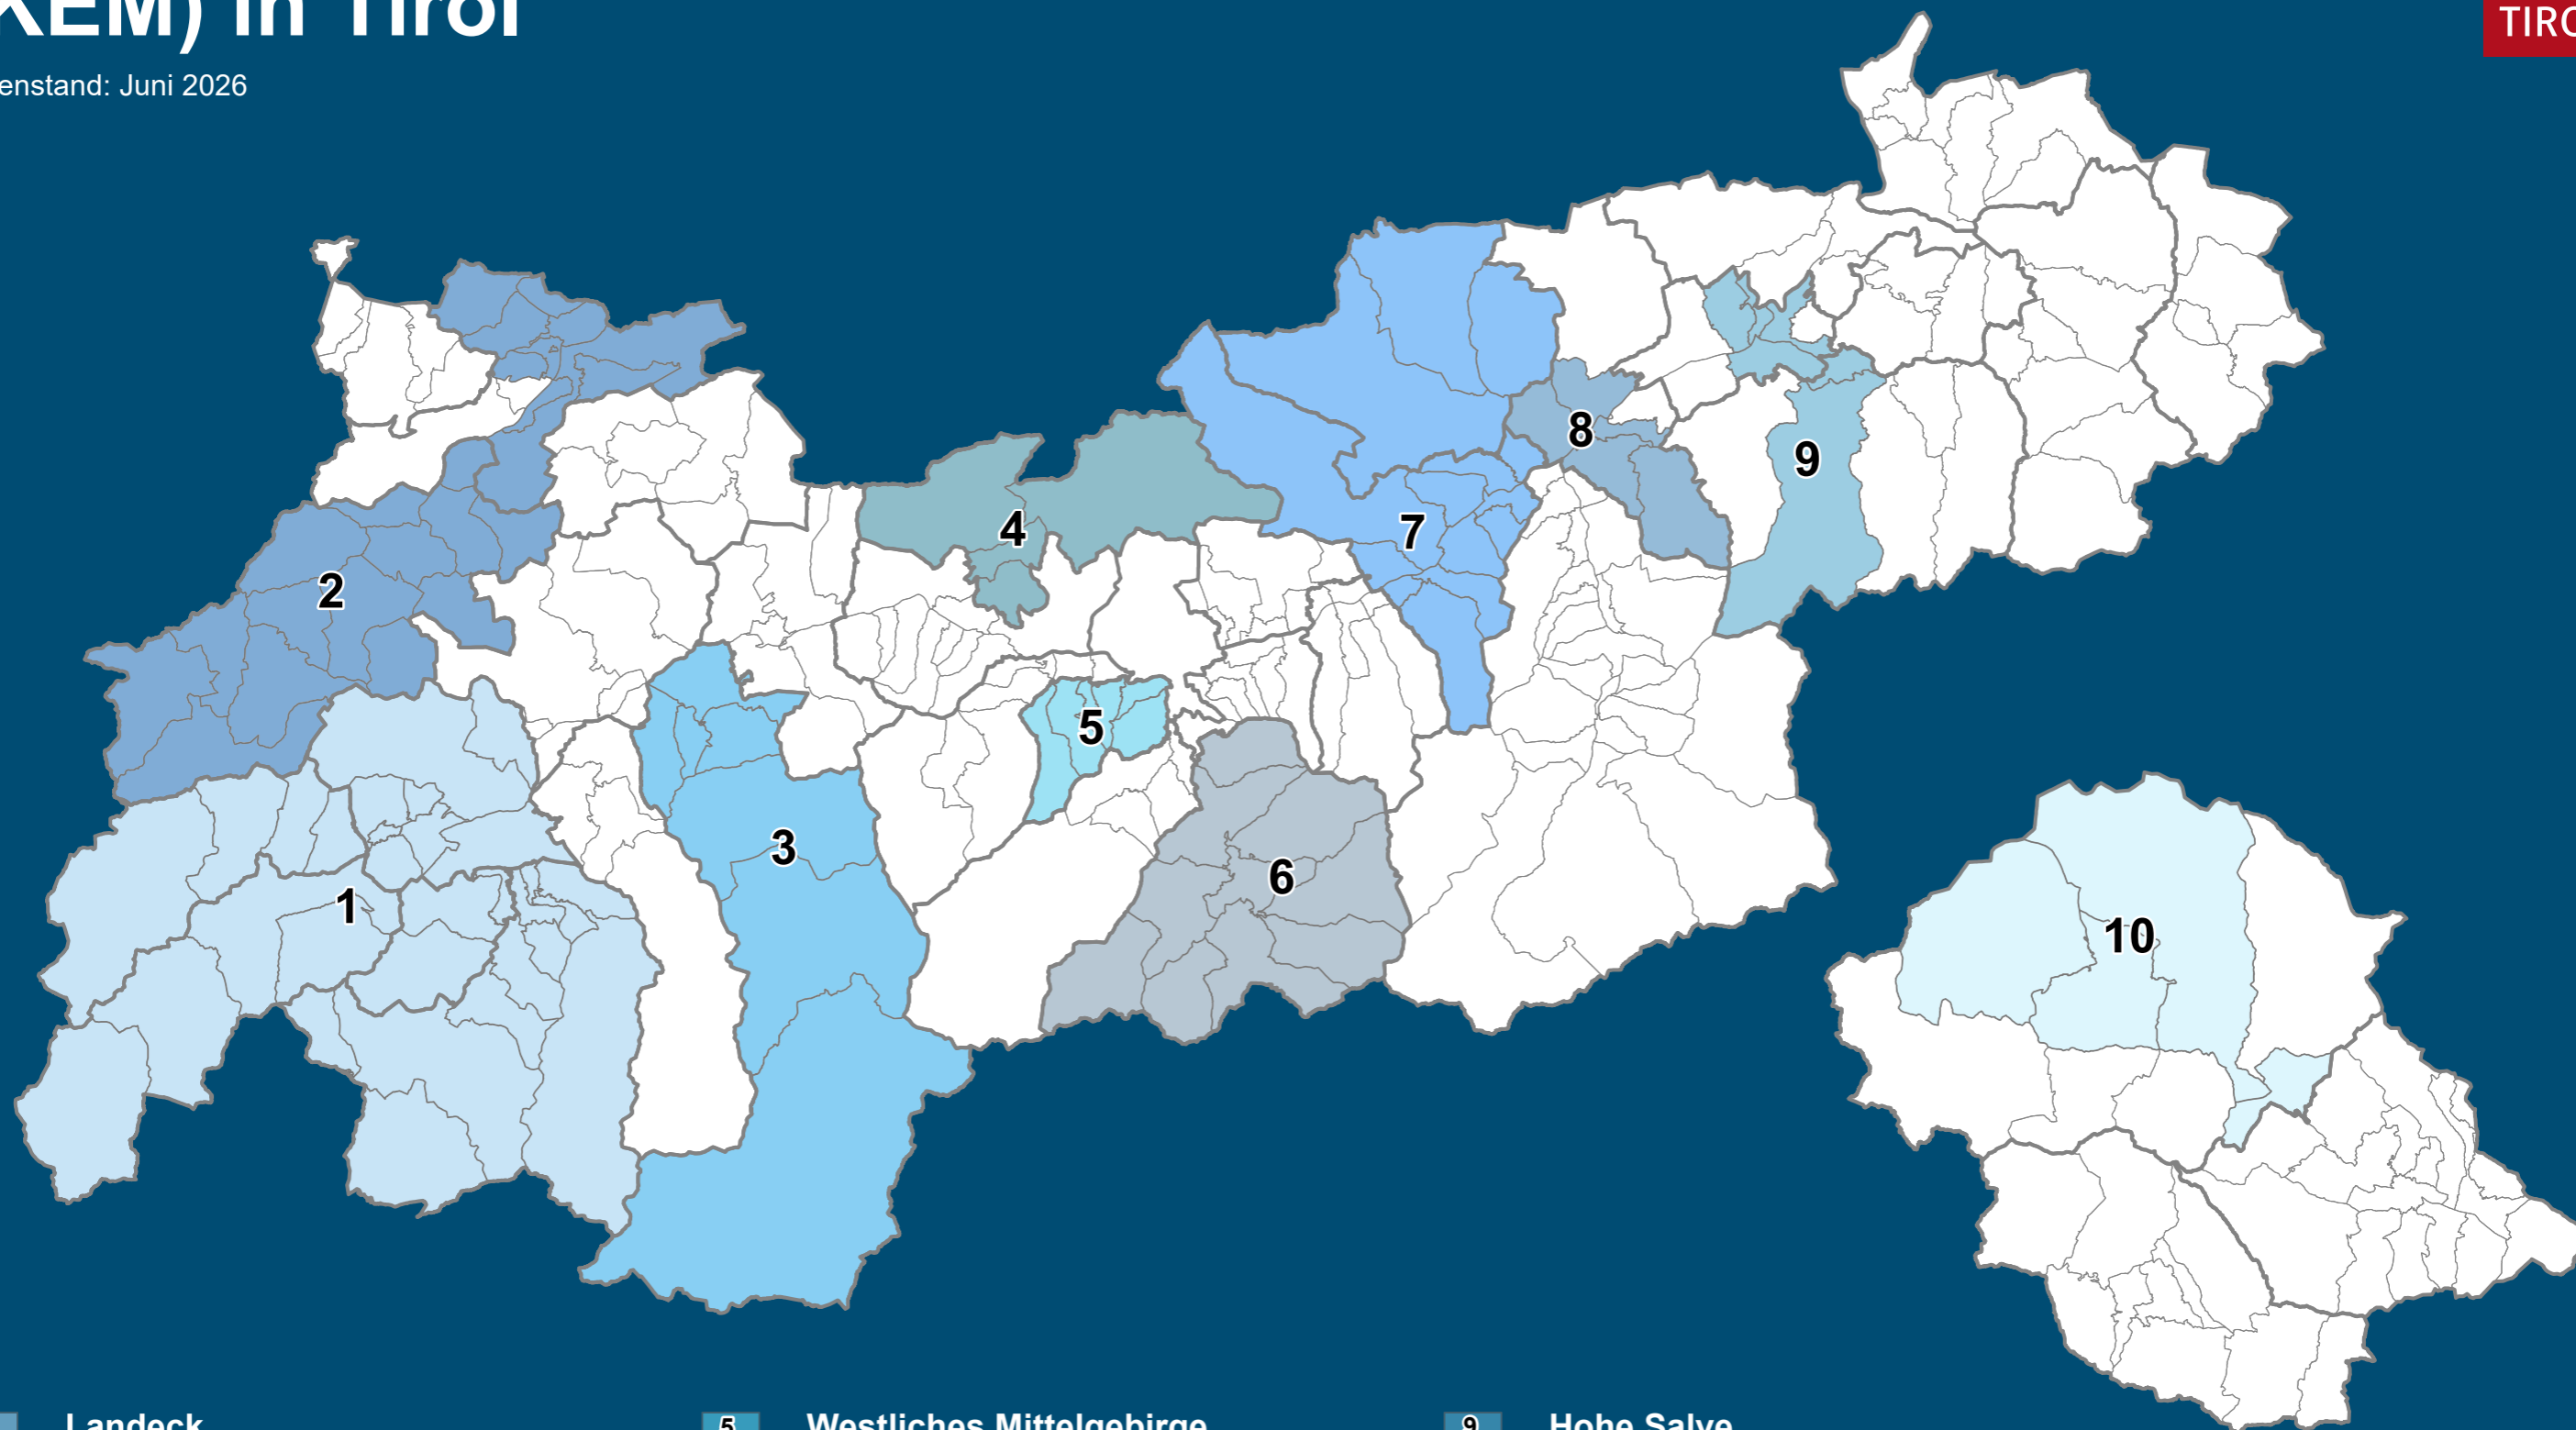 KEM) in Tirol
TIRO
enstand: Juni 2026
8
9
4
7
2
5
3
6
1
10
Landeck
5 Westliches Mittelgebirge
9 Hohe Salve